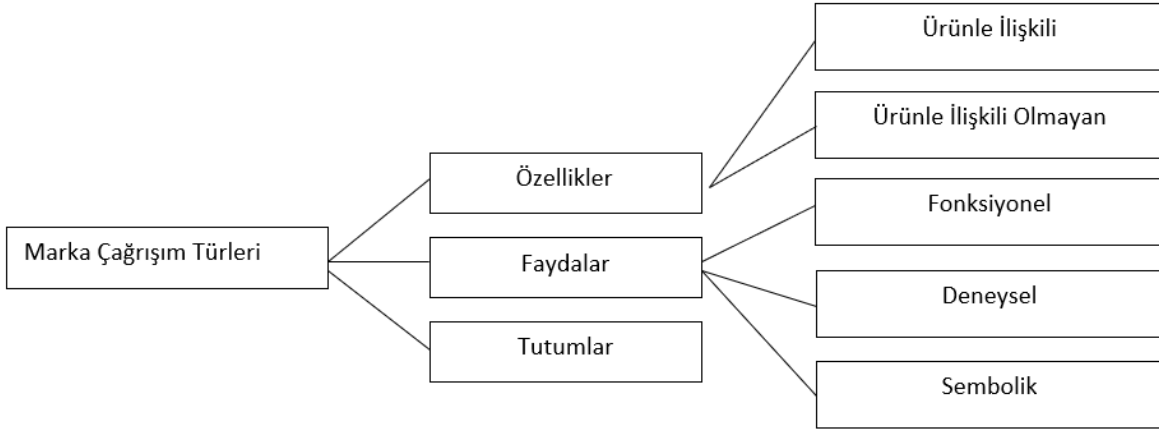 Ürünle İlişkili
Ürünle İlişkili Olmayan
Özellikler
Fonksiyonel
Marka Çağrışım Türleri
Faydalar
Deneysel
Tutumlar
Sembolik